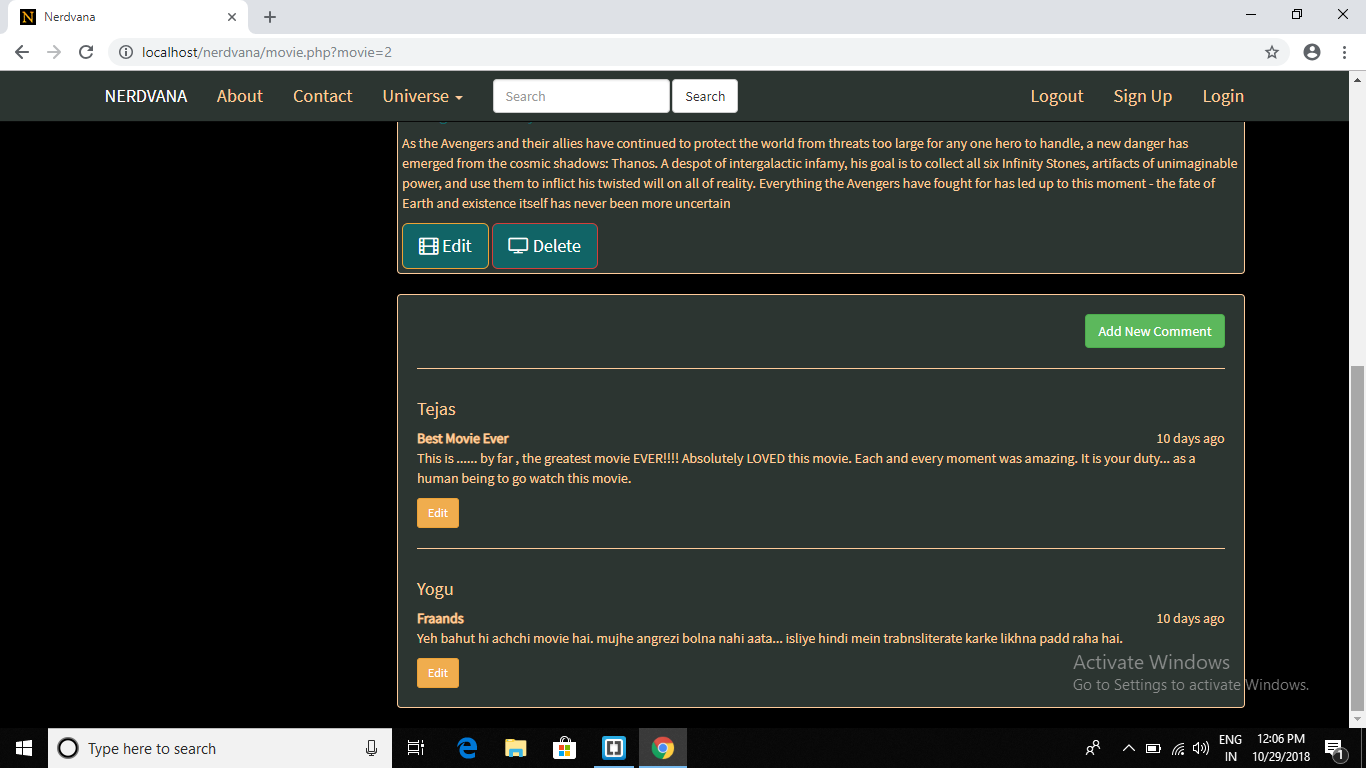 Nerdvana
localhost/nerdvana/movie.php?movie=2
NERDVANA About Contact Universe Search Search Logout Sign Up Login
As the Avengers and their allies have continued to protect the world from threats too large for any one hero to handle, a new danger has
emerged from the cosmic shadows: Thanos. A despot of intergalactic infamy, his goal is to collect all six Infinity Stones, artifacts of unimaginable
power, and use them to inflict his twisted will on all of reality. Everything the Avengers have fought for has led up to this moment - the fate of
Earth and existence itself has never been more uncertain
Edit Delete
Add New Comment
Tejas
Best Movie Ever 10 days ago
This is ...... by far , the greatest movie EVER!!!! Absolutely LOVED this movie. Each and every moment was amazing. It is your duty... as a
human being to go watch this movie.
Edit
Yogu
Fraands 10 days ago
Yeh bahut hi achchi movie hai. mujhe angrezi bolna nahi aata... isliye hindi mein trabnsliterate karke likhna padd raha hai.
Edit
Activate Windows
Go to Settings to activate Windows.
Type here to search
ENG 12:06 PM
IN 10/29/2018
1